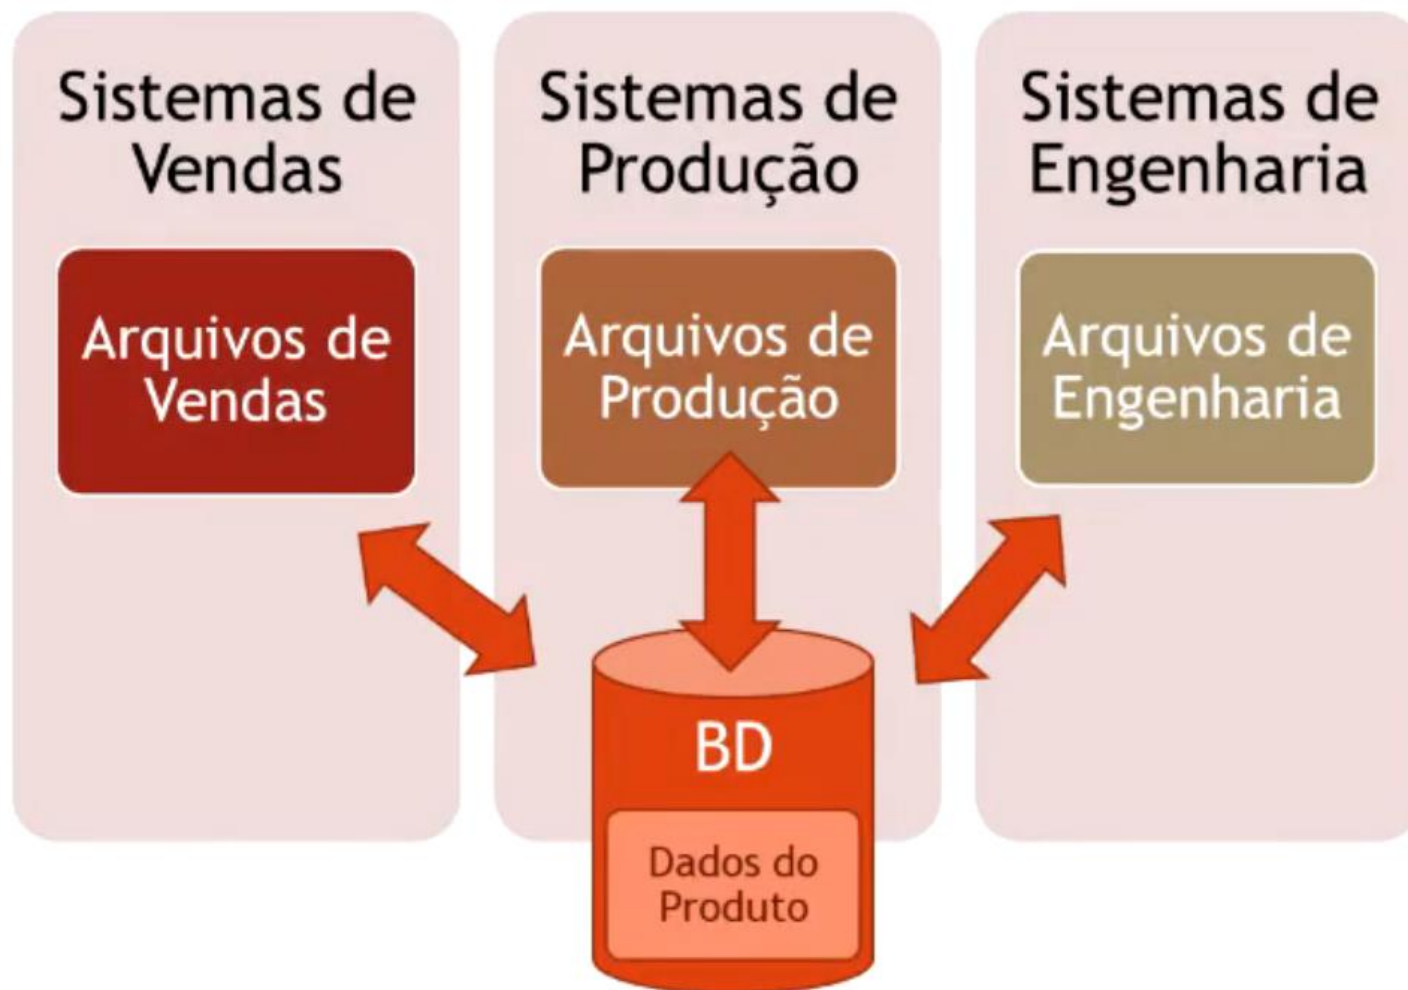 Sistemas de
Vendas
Arquivos de
Vendas
Sistemas de
Produção
Arquivos de
Produção
Sistemas de
Engenharia
Arquivos de
Engenharia
BD
Dados do
Produto